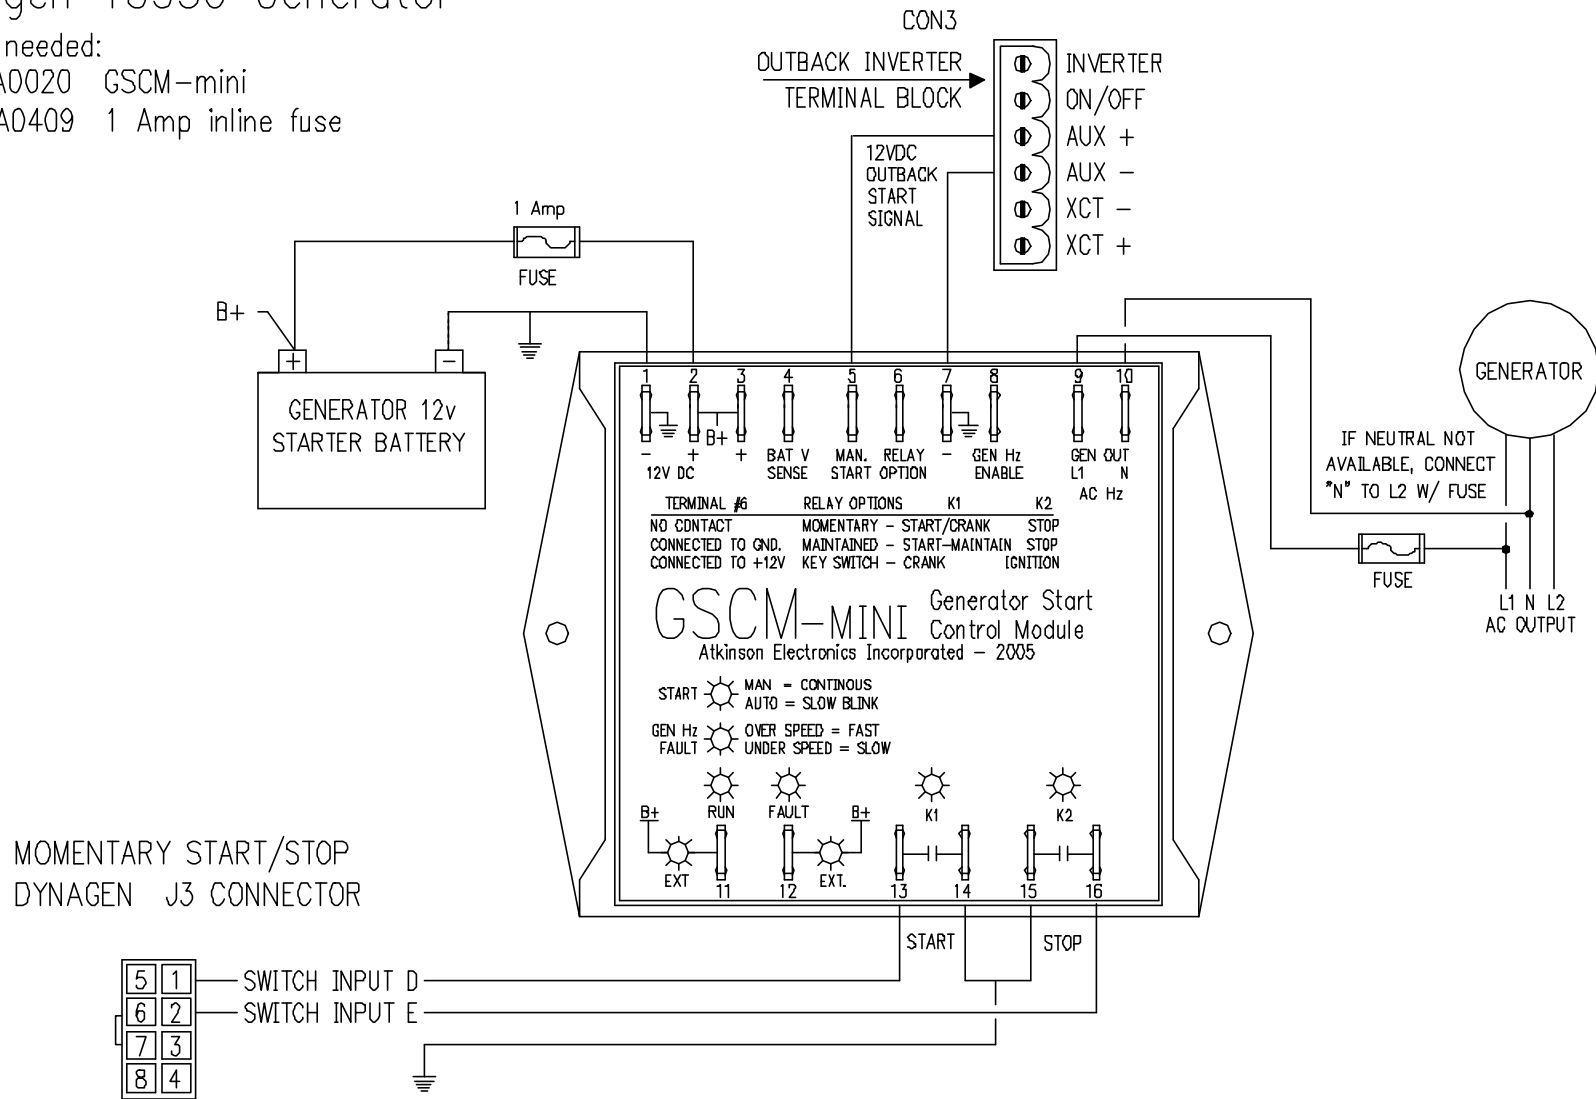 needed:
A0020 GSCM-mini
A0409 1 Amp inline fuse
CON3
OUTBACK INVERTER
TERMINAL BLOCK
INVERTER
ON/OFF
AUX +
AUX -
XCT -
XCT +
12VDC
OUTBACK
START
SIGNAL
1 Amp
FUSE
B+
+ -
GENERATOR 12v
STARTER BATTERY
GENERATOR
IF NEUTRAL NOT
AVAILABLE, CONNECT
"N" TO L2 W/ FUSE
FUSE
L1 N L2
AC OUTPUT
1 2 3 4 5 6 7 8 9 10
B+
- + + BAT V MAN. RELAY - GEN Hz GEN OUT
12V DC SENSE START OPTION ENABLE L1 N
AC Hz
TERMINAL #6 RELAY OPTIONS K1 K2
NO CONTACT MOMENTARY - START/CRANK STOP
CONNECTED TO GND. MAINTAINED - START-MAINTAIN STOP
CONNECTED TO +12V KEY SWITCH - CRANK IGNITION
GSCM-MINI Generator Start
Control Module
Atkinson Electronics Incorporated - 2005
START MAN = CONTINOUS
AUTO = SLOW BLINK
GEN Hz OVER SPEED = FAST
FAULT UNDER SPEED = SLOW
B+ RUN FAULT B+ K1 K2
EXT EXT.
11 12 13 14 15 16
START STOP
MOMENTARY START/STOP
DYNAGEN J3 CONNECTOR
5 1 SWITCH INPUT D
6 2 SWITCH INPUT E
7 3
8 4